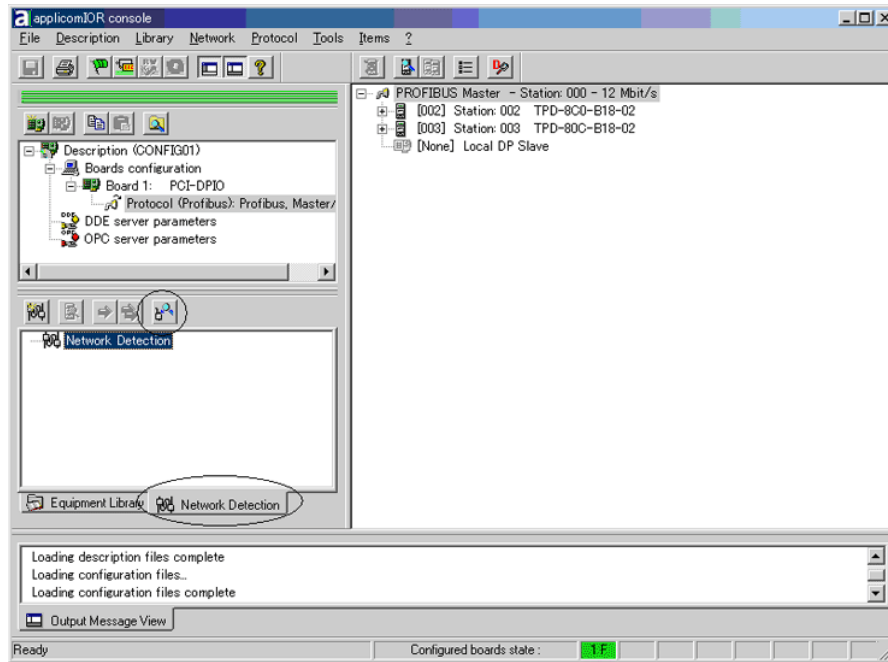 applicomIOR console
File Description Library Network Protocol Tools Items ?
PROFIBUS Master - Station: 000 - 12 Mbit/s
[002] Station: 002 TPD-8C0-B18-02
[003] Station: 003 TPD-80C-B18-02
[None] Local DP Slave
Description (CONFIG01)
Boards configuration
Board 1: PCI-DPIO
Protocol (Profibus): Profibus, Master/
DDE server parameters
OPC server parameters
Network Detection
Equipment Library
Network Detection
Loading description files complete
Loading configuration files...
Loading configuration files complete
Output Message View
Ready
Configured boards state :
1 F